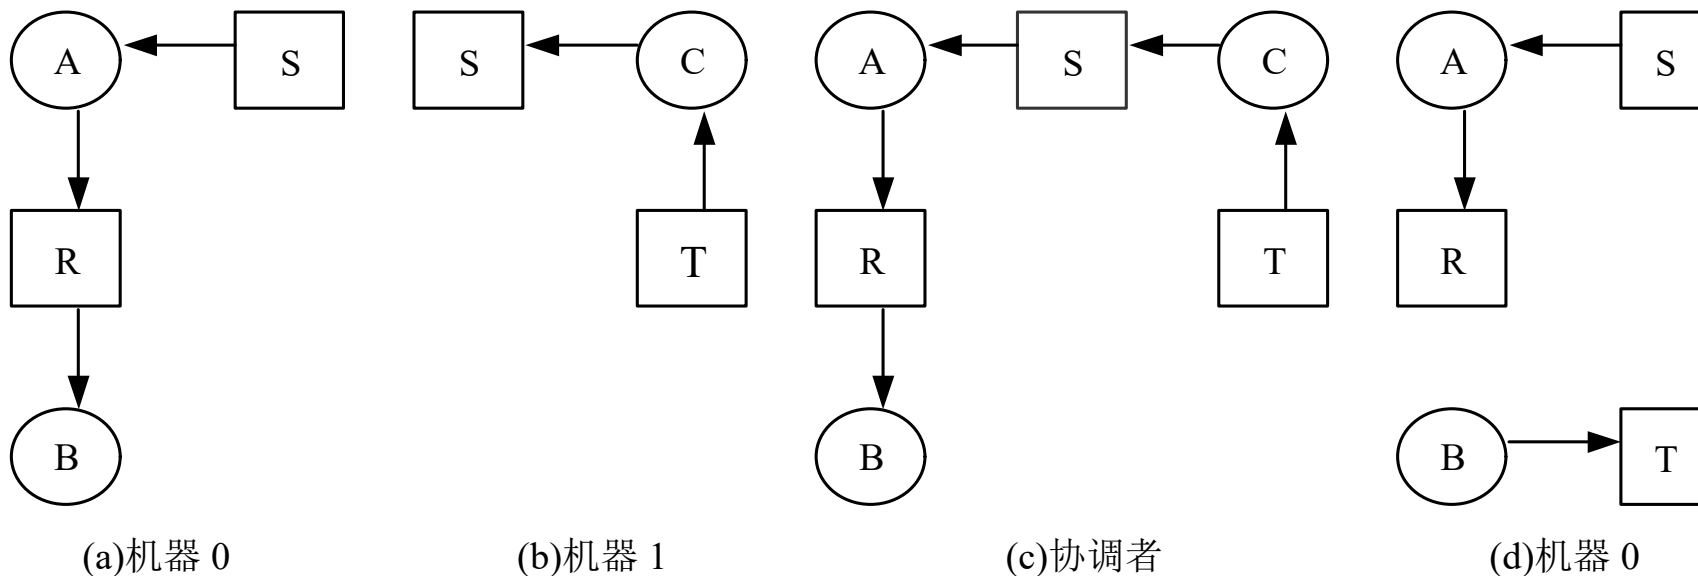 A S S C A S C A S
R T R T R
B B B T
(a)机器 0 (b)机器 1 (c)协调者 (d)机器 0